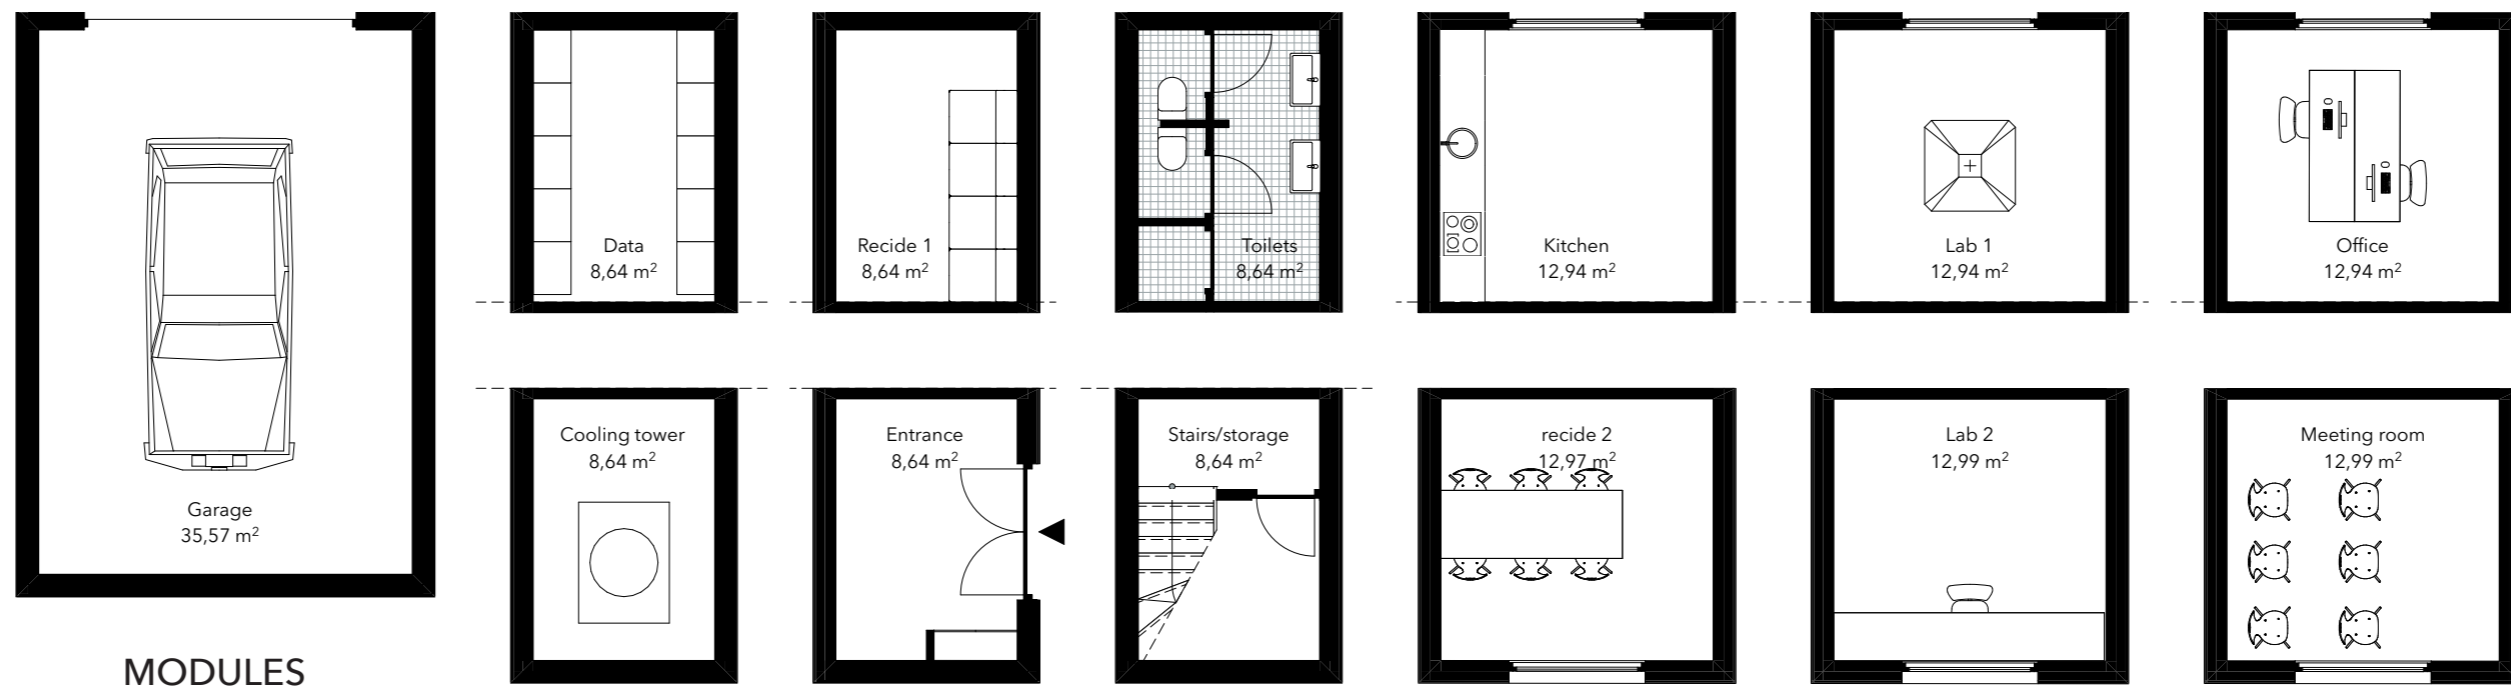 Data
8,64 m²
Recide 1
8,64 m²
Toilets
8,64 m²
Kitchen
12,94 m²
Lab 1
12,94 m²
Office
12,94 m²
Garage
35,57 m²
Cooling tower
8,64 m²
Entrance
8,64 m²
Stairs/storage
8,64 m²
recide 2
12,97 m²
Lab 2
12,99 m²
Meeting room
12,99 m²
MODULES